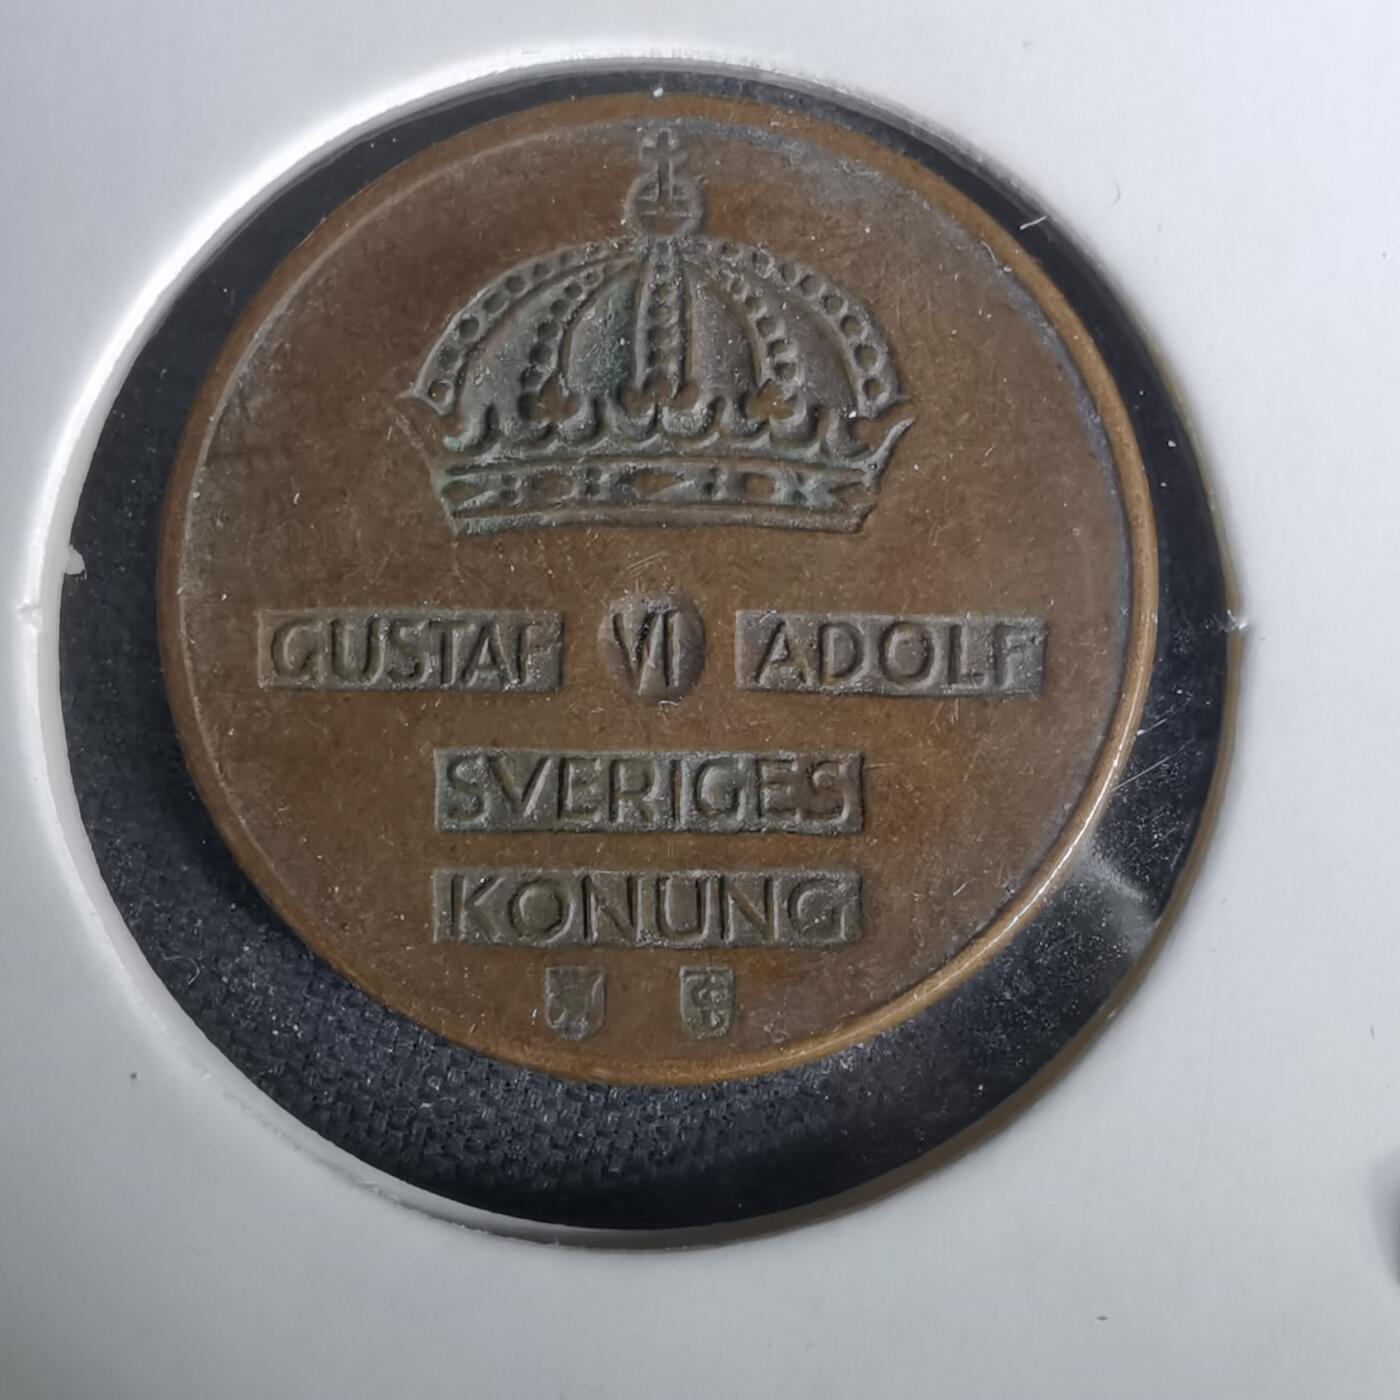 GUSTAF VI ADOLF
SVERIGES
KONUNG